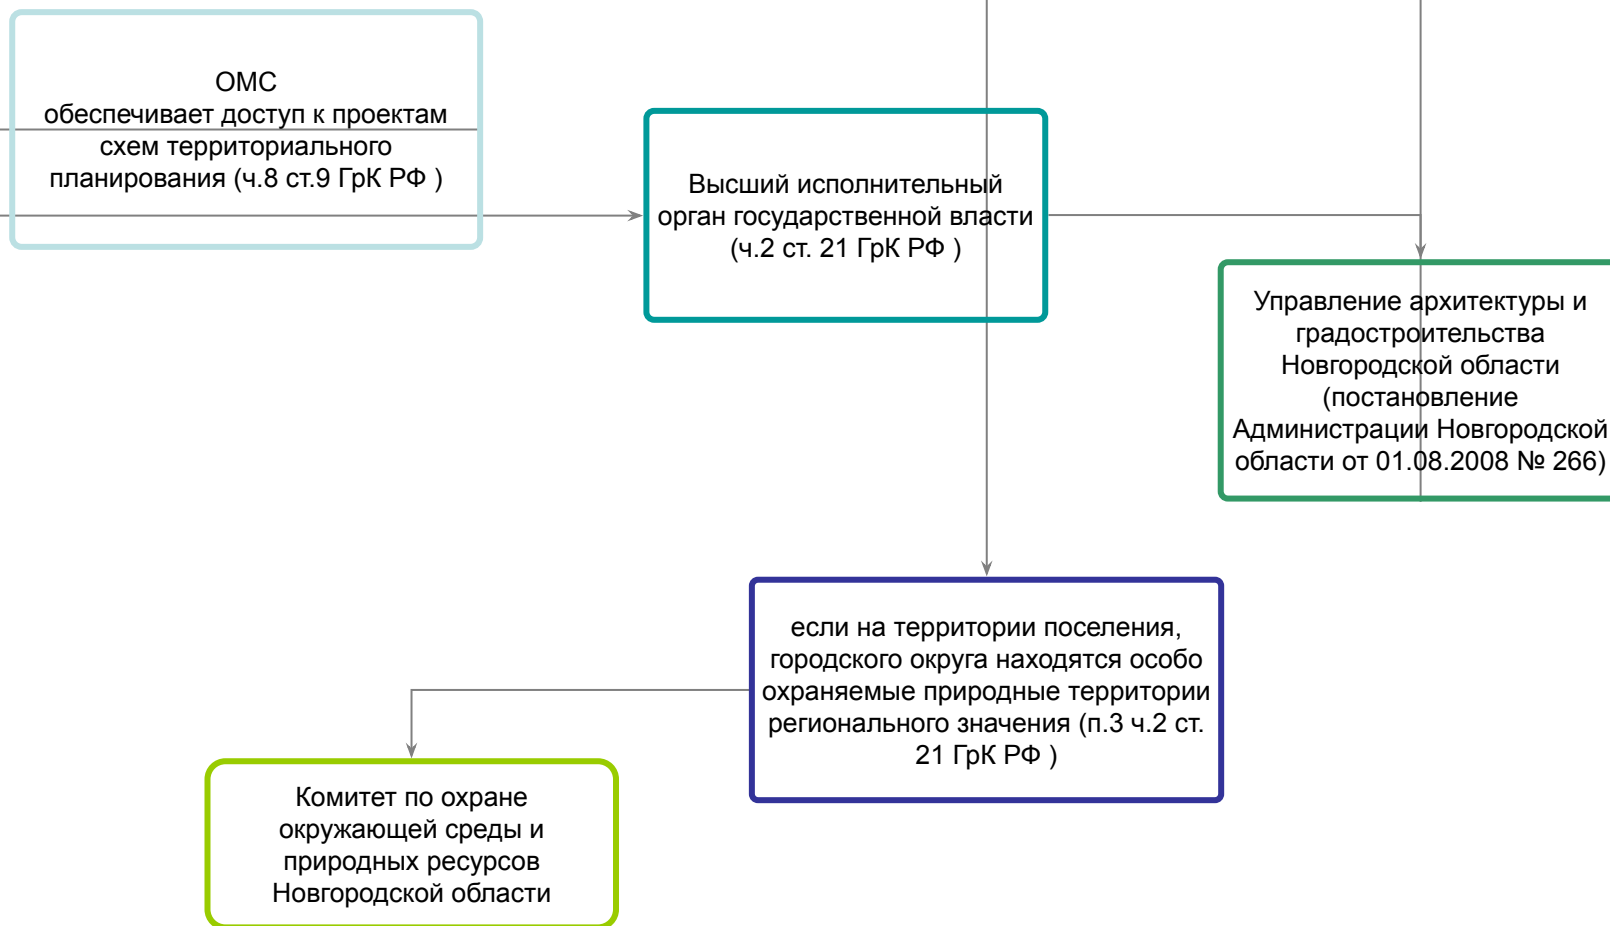 ОМС
обеспечивает доступ к проектам
схем территориального
планирования (ч.8 ст.9 ГрК РФ )
Высший исполнительный
орган государственной власти
(ч.2 ст. 21 ГрК РФ )
Управление архитектуры и
градостроительства
Новгородской области
(постановление
Администрации Новгородской
области от 01.08.2008 № 266)
если на территории поселения,
городского округа находятся особо
охраняемые природные территории
регионального значения (п.3 ч.2 ст.
21 ГрК РФ )
Комитет по охране
окружающей среды и
природных ресурсов
Новгородской области